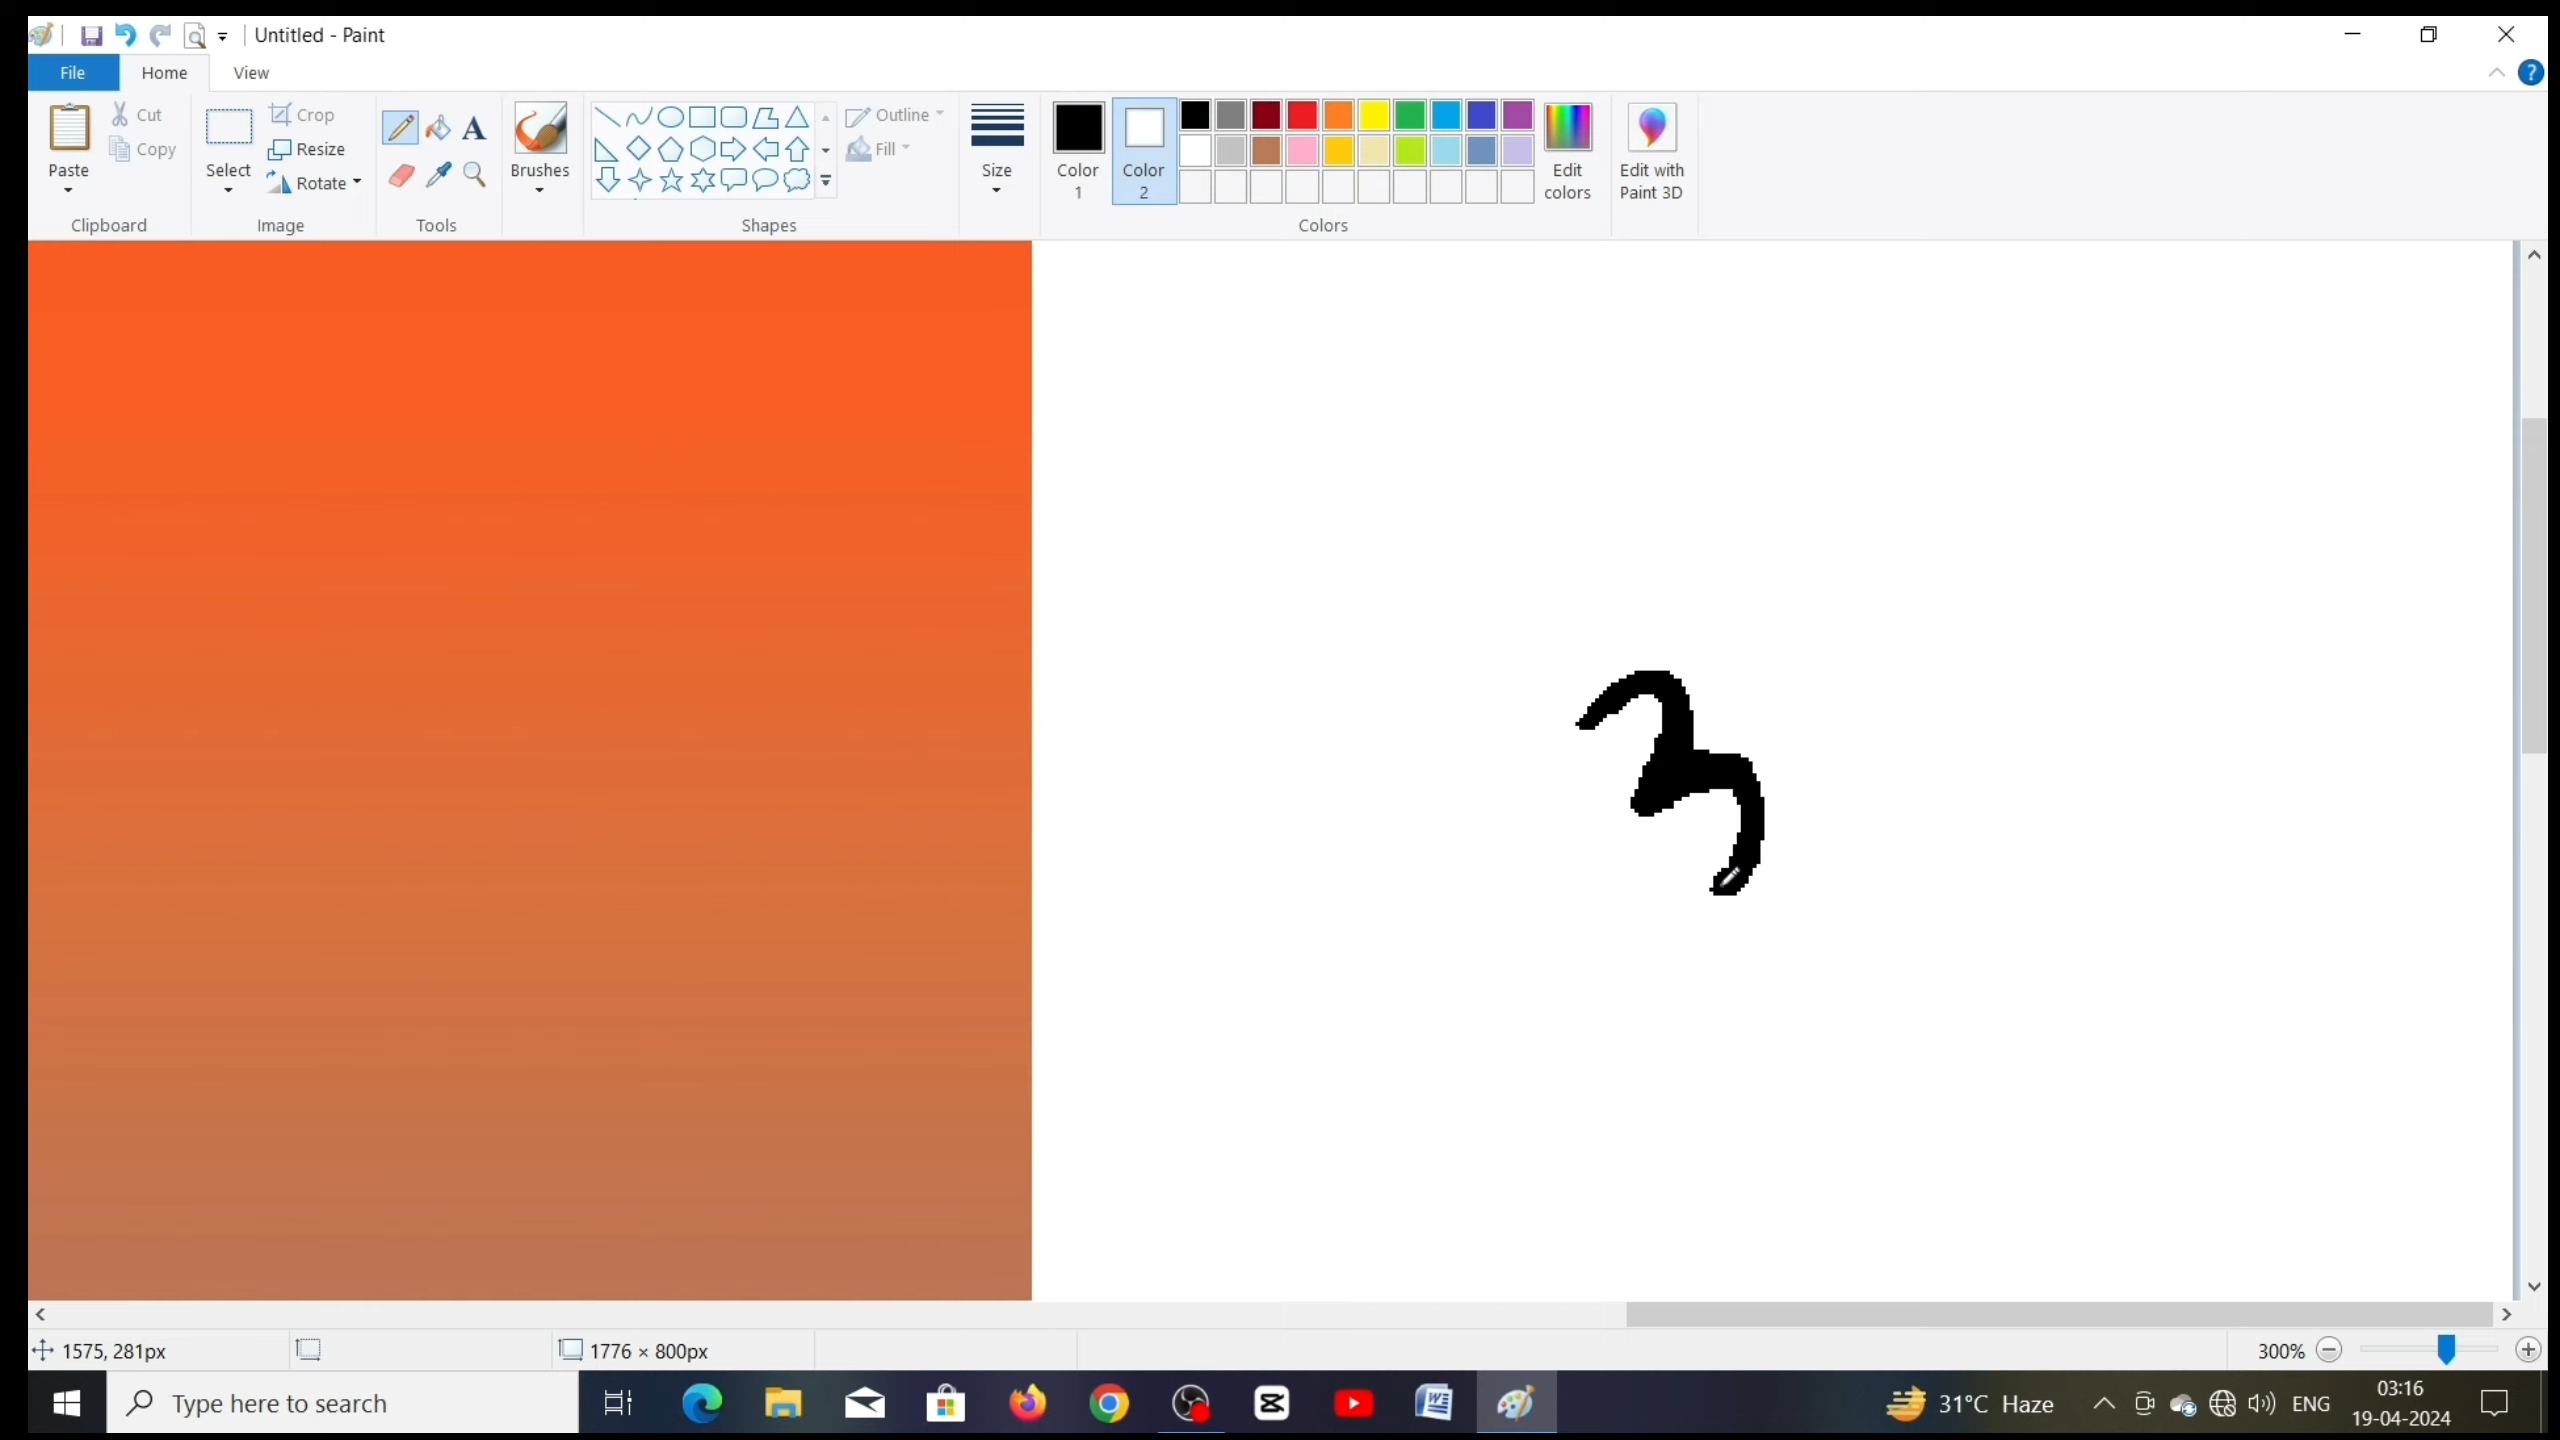 Untitled - Paint
File Home View
Paste Cut Copy Select Crop Resize Rotate A Brushes Outline Fill Size Color 1 Color 2 Edit colors Edit with Paint 3D
Clipboard Image Tools Shapes Colors
3
1575, 281px 1776 × 800px 300%
Type here to search 31°C Haze ENG 03:16
19-04-2024